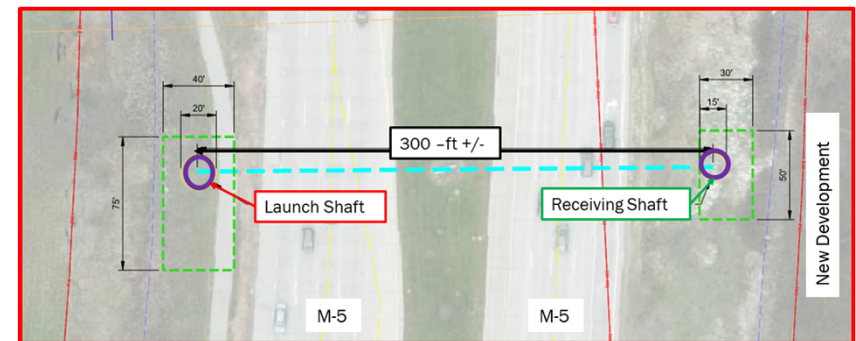 40'
20'
75'
300 –ft +/-
30'
15'
50'
Launch Shaft
Receiving Shaft
New Development
M-5
M-5